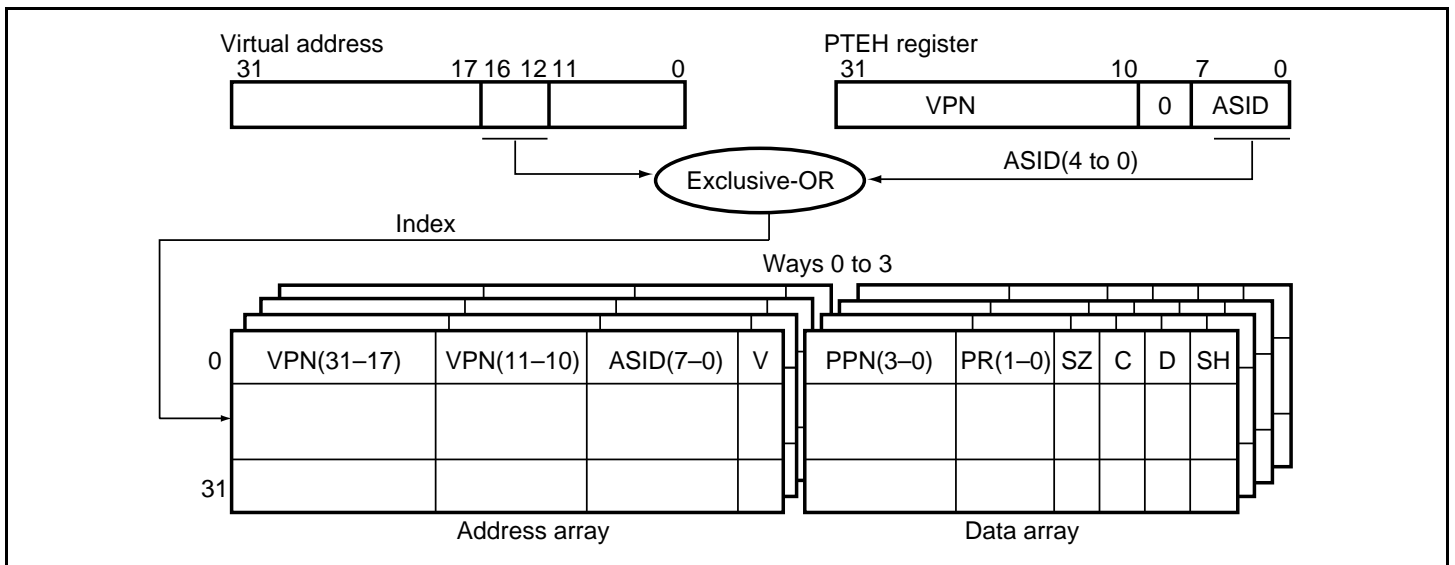 Virtual address PTEH register
31 17 16 12 11 0 31 10 7 0
VPN 0 ASID
ASID(4 to 0)
Exclusive-OR
Index
Ways 0 to 3
0 VPN(31–17) VPN(11–10) ASID(7–0) V PPN(3–0) PR(1–0) SZ C D SH
31
Address array Data array